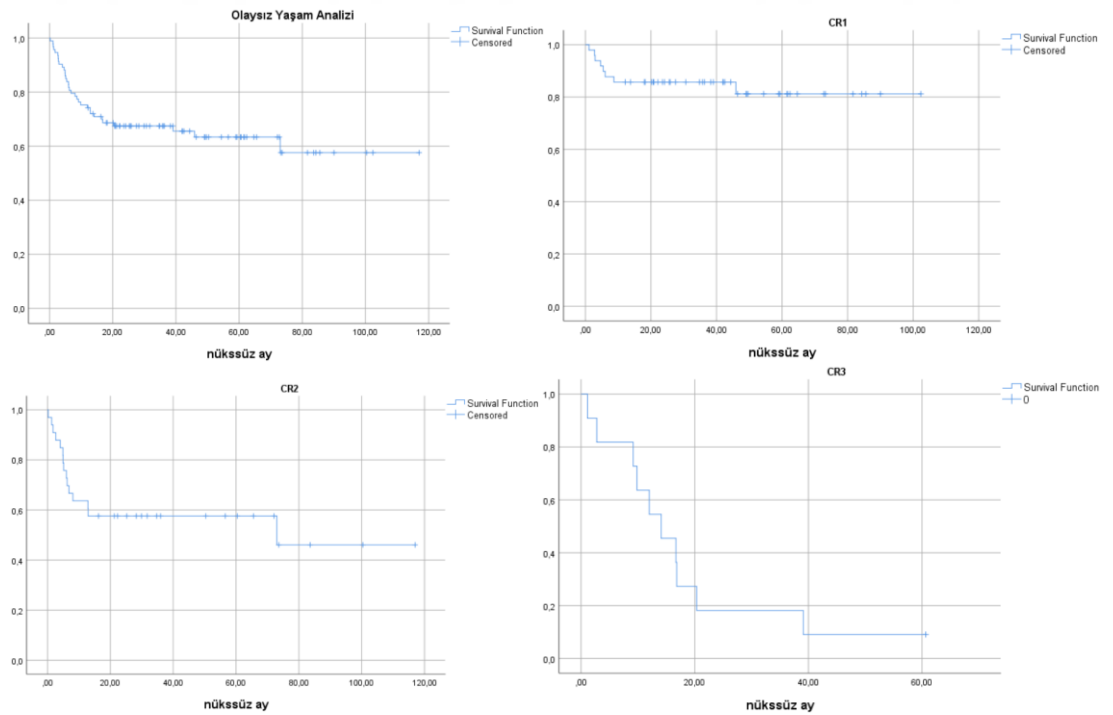 Olaysız Yaşam Analizi
Survival Function
Censored
1,0
0,8
0,6
0,4
0,2
0,0
,00 20,00 40,00 60,00 80,00 100,00 120,00
nükssüz ay
CR1
Survival Function
Censored
1,0
0,8
0,6
0,4
0,2
0,0
,00 20,00 40,00 60,00 80,00 100,00 120,00
nükssüz ay
CR2
Survival Function
Censored
1,0
0,8
0,6
0,4
0,2
0,0
,00 20,00 40,00 60,00 80,00 100,00 120,00
nükssüz ay
CR3
Survival Function
0
1,0
0,8
0,6
0,4
0,2
0,0
,00 20,00 40,00 60,00
nükssüz ay